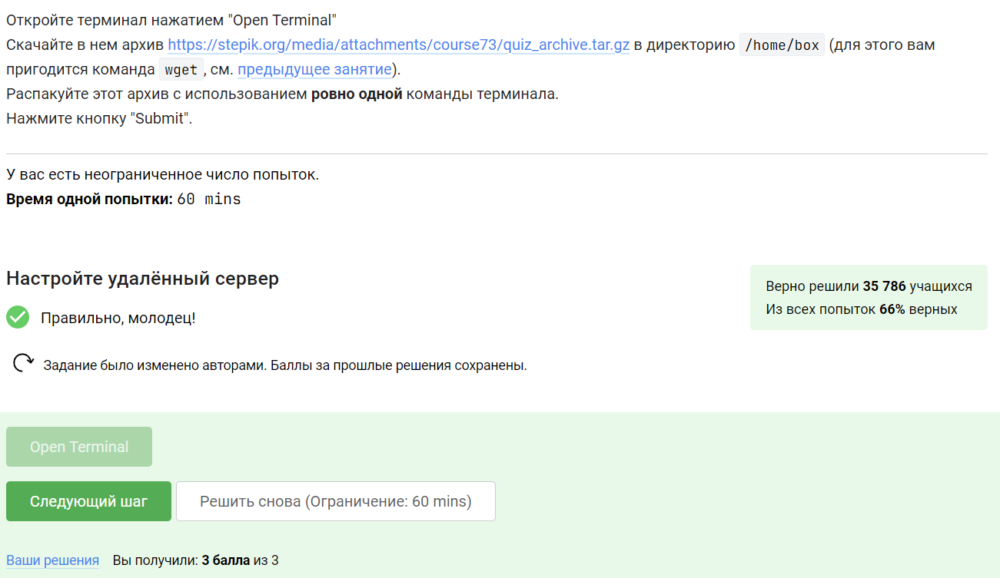 Откройте терминал нажатием "Open Terminal"
Скачайте в нем архив https://stepik.org/media/attachments/course73/quiz_archive.tar.gz в директорию /home/box (для этого вам
пригодится команда wget, см. предыдущее занятие).
Распакуйте этот архив с использованием ровно одной команды терминала.
Нажмите кнопку "Submit".
У вас есть неограниченное число попыток.
Время одной попытки: 60 mins
Настройте удалённый сервер
Верно решили 35 786 учащихся
Из всех попыток 66% верных
Правильно, молодец!
Задание было изменено авторами. Баллы за прошлые решения сохранены.
Open Terminal
Следующий шаг
Решить снова (Ограничение: 60 mins)
Ваши решения Вы получили: 3 балла из 3